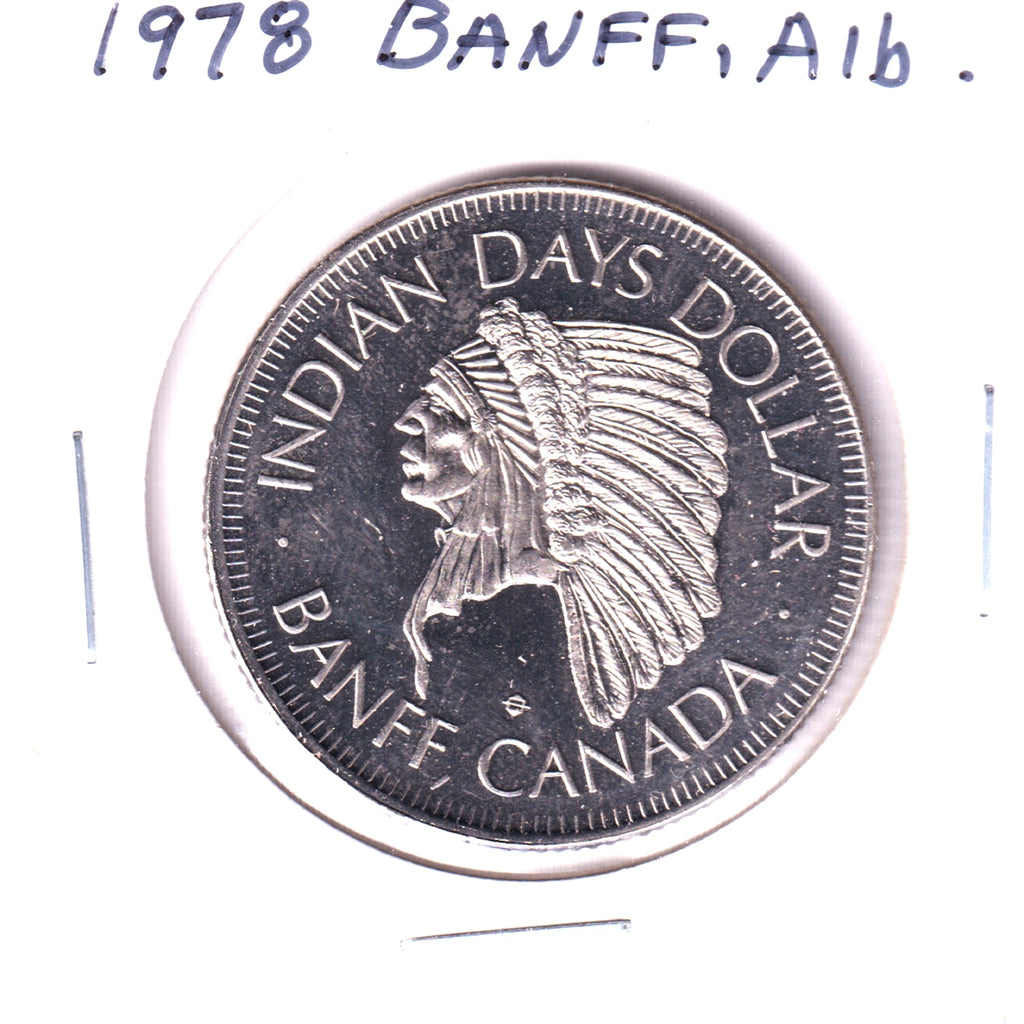 1978 BANFF, Alb.
INDIAN DAYS DOLLAR
BANFF, CANADA